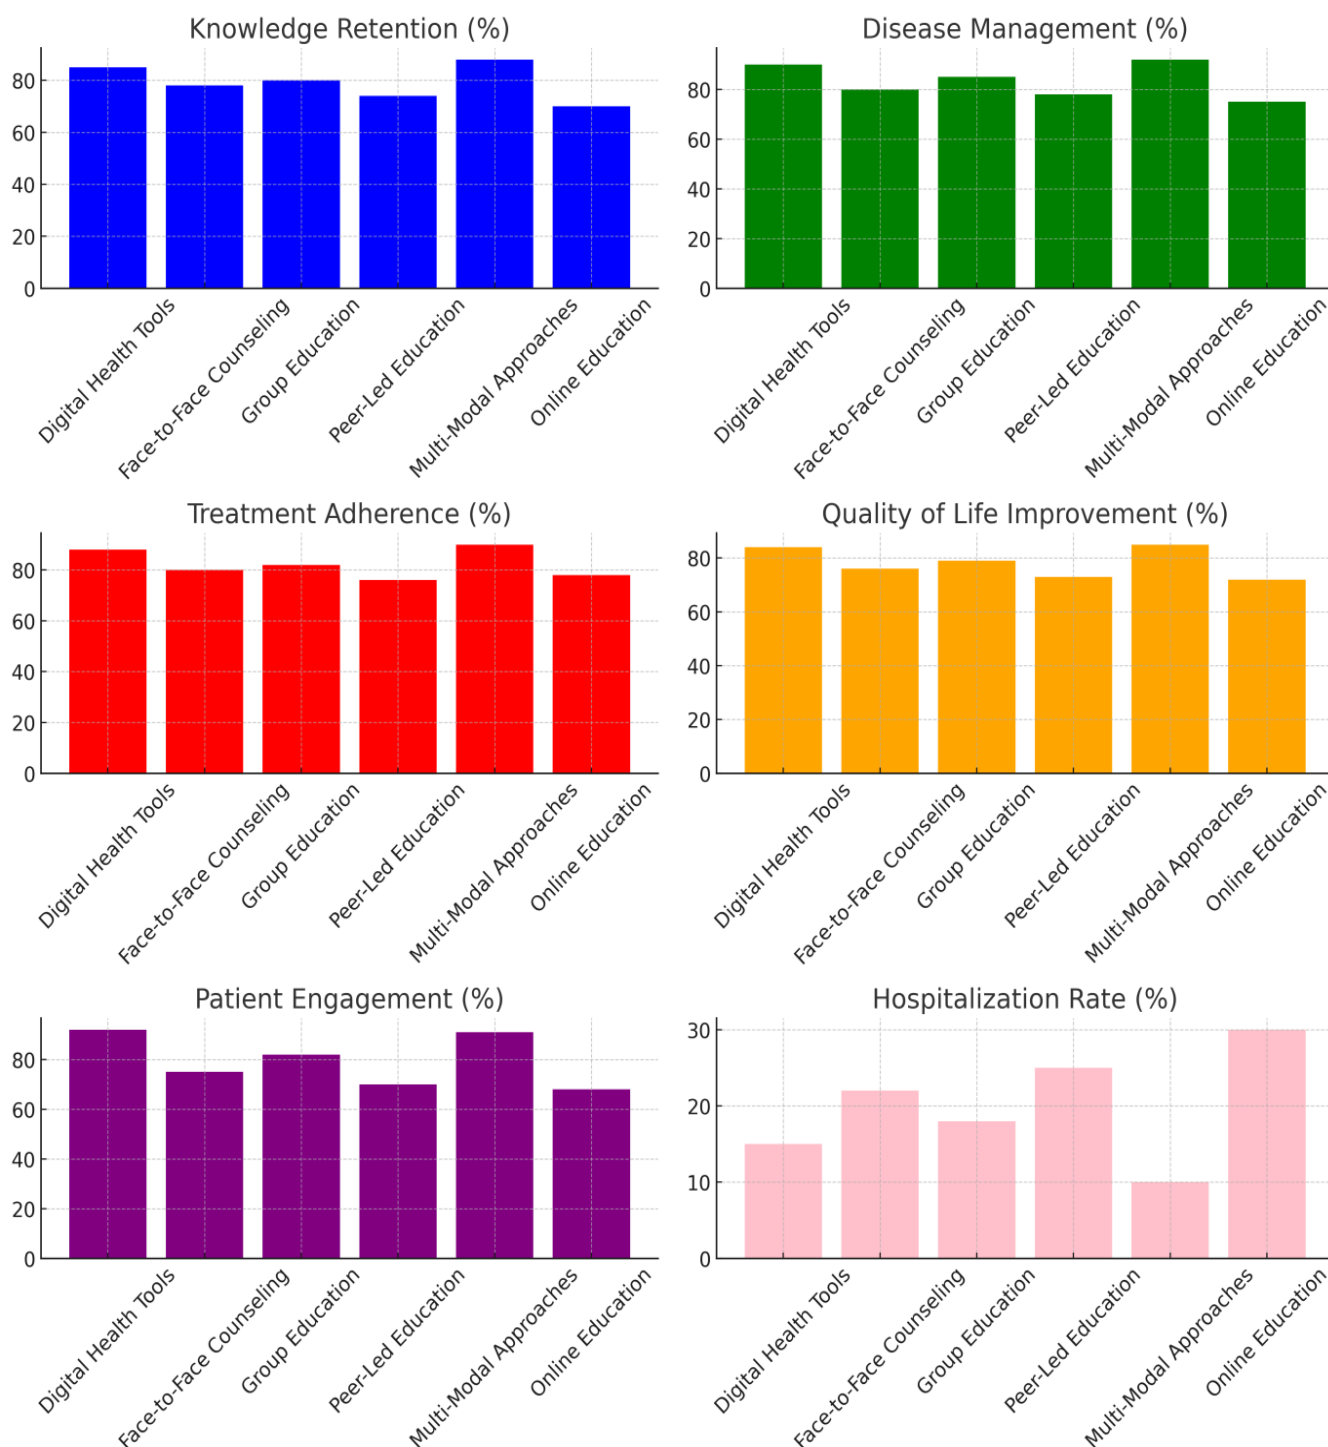 Knowledge Retention (%)
80
60
40
20
0
Digital Health Tools
Face-to-Face Counseling
Group Education
Peer-Led Education
Multi-Modal Approaches
Online Education
Disease Management (%)
80
60
40
20
0
Digital Health Tools
Face-to-Face Counseling
Group Education
Peer-Led Education
Multi-Modal Approaches
Online Education
Treatment Adherence (%)
80
60
40
20
0
Digital Health Tools
Face-to-Face Counseling
Group Education
Peer-Led Education
Multi-Modal Approaches
Online Education
Quality of Life Improvement (%)
80
60
40
20
0
Digital Health Tools
Face-to-Face Counseling
Group Education
Peer-Led Education
Multi-Modal Approaches
Online Education
Patient Engagement (%)
80
60
40
20
0
Digital Health Tools
Face-to-Face Counseling
Group Education
Peer-Led Education
Multi-Modal Approaches
Online Education
Hospitalization Rate (%)
30
20
10
0
Digital Health Tools
Face-to-Face Counseling
Group Education
Peer-Led Education
Multi-Modal Approaches
Online Education